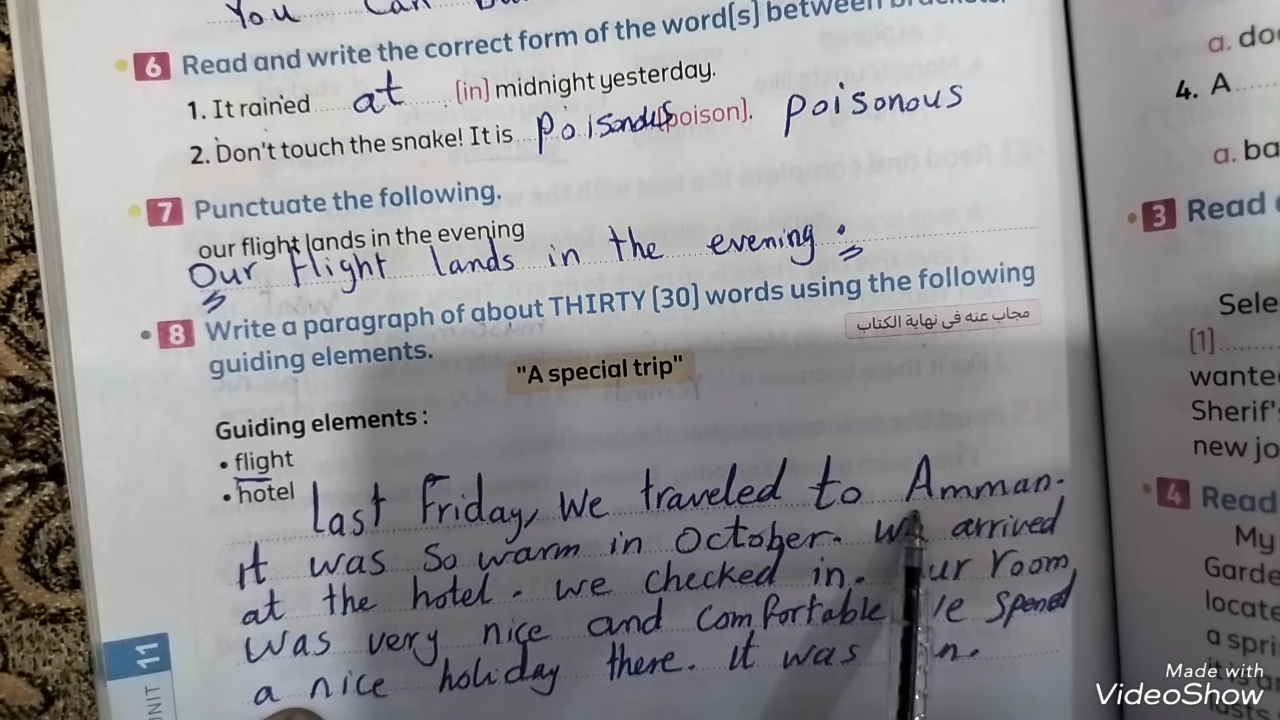 You Can
6 Read and write the correct form of the word(s) between brackets.
1. It rained at [in] midnight yesterday.
2. Don't touch the snake! It is poisonous [poison]. poisonous
7 Punctuate the following.
our flight lands in the evening
Our flight lands in the evening.
8 Write a paragraph of about THIRTY (30) words using the following
guiding elements.
مجاب عنه في نهاية الكتاب
"A special trip"
Guiding elements :
• flight
• hotel
Last Friday, we traveled to Amman.
It was so warm in October. We arrived
at the hotel. we checked in. ur room
was very nice and comfortable e spend
a nice holiday there. It was n.
UNIT 11
a. do
4. A
a. ba
3 Read
Sele
[1]
wante
Sherif's
new jo
4 Read
My
Garde
locate
a spri
Made with
VideoShow